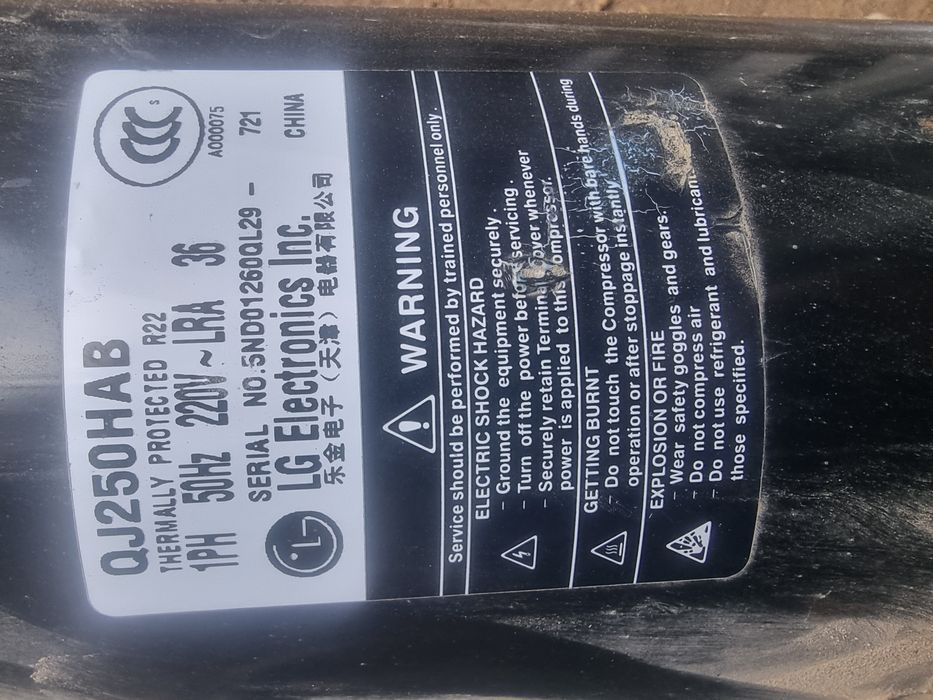 QJ250HAB
THERMALLY PROTECTED R22
1PH 50Hz 220V ~ LRA 36
SERIAL NO.5ND01260QL29 - 721
LG Electronics Inc. CHINA
乐金电子（天津）电器有限公司
CCC S
A000075
LG
WARNING
Service should be performed by trained personnel only.
ELECTRIC SHOCK HAZARD
- Ground the equipment securely.
- Turn off the power before servicing.
- Securely retain Terminal Cover whenever
power is applied to this Compressor.
GETTING BURNT
- Do not touch the Compressor with bare hands during
operation or after stoppage instantly.
EXPLOSION OR FIRE
- Wear safety goggles and gears.
- Do not compress air
- Do not use refrigerant and lubricant
those specified.